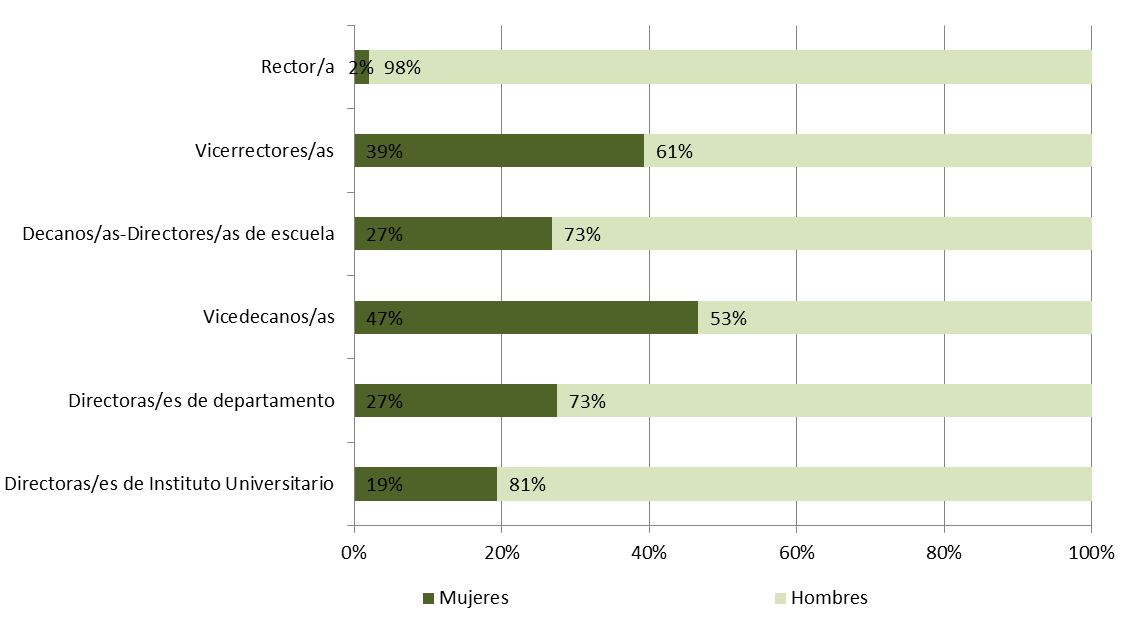 Rector/a 2% 98%
Vicerrectores/as 39% 61%
Decanos/as-Directores/as de escuela 27% 73%
Vicedecanos/as 47% 53%
Directoras/es de departamento 27% 73%
Directoras/es de Instituto Universitario 19% 81%
0% 20% 40% 60% 80% 100%
Mujeres Hombres